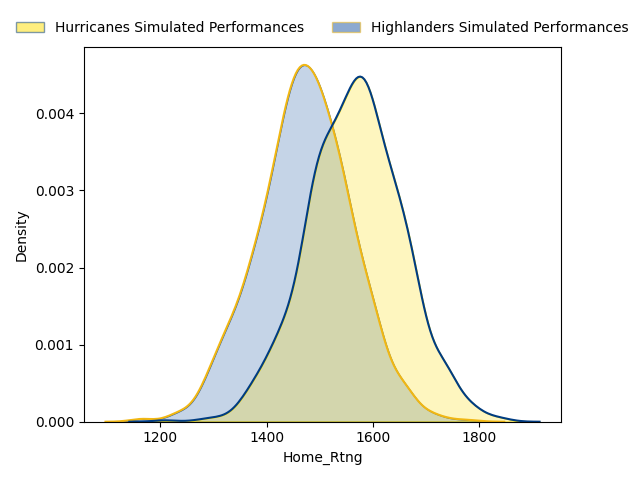 Hurricanes Simulated Performances Highlanders Simulated Performances
0.004
0.003
0.002
0.001
0.000
Density
1200 1400 1600 1800
Home_Rtng